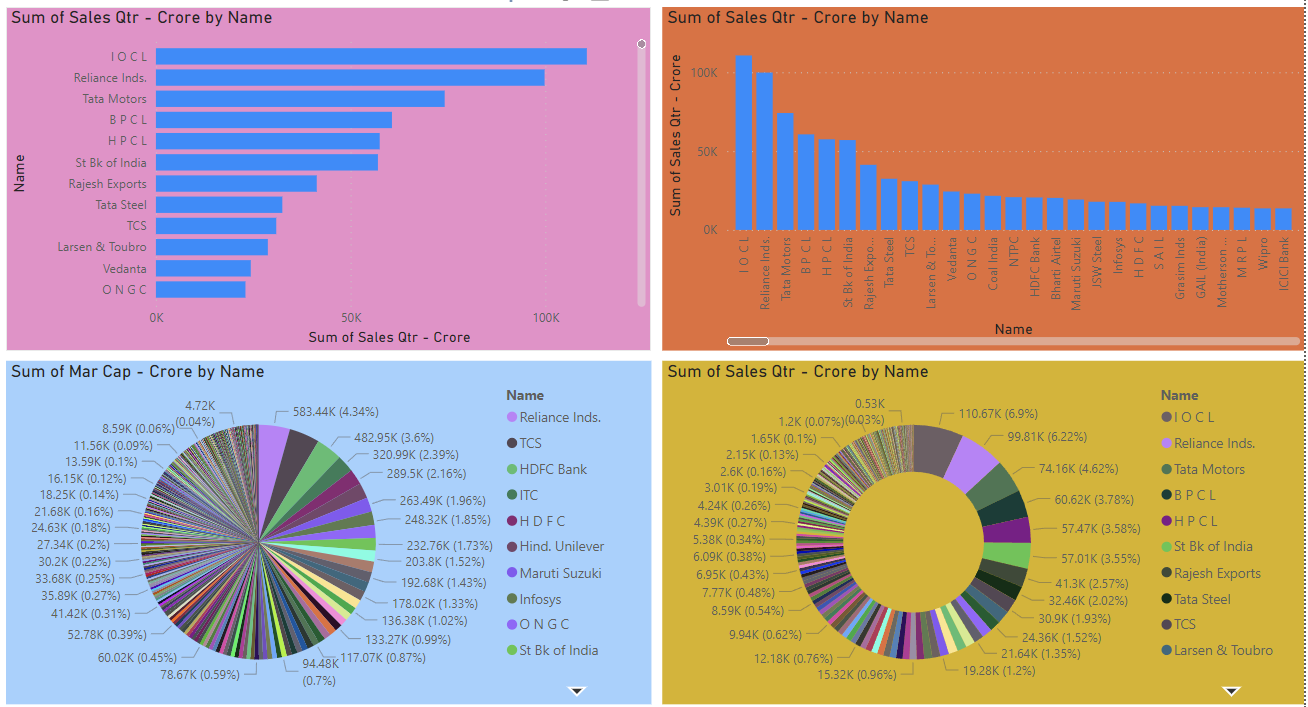 Sum of Sales Qtr - Crore by Name
Name
I O C L
Reliance Inds.
Tata Motors
B P C L
H P C L
St Bk of India
Rajesh Exports
Tata Steel
TCS
Larsen & Toubro
Vedanta
O N G C
0K
50K
100K
Sum of Sales Qtr - Crore
Sum of Sales Qtr - Crore by Name
Sum of Sales Qtr - Crore
100K
50K
0K
I O C L
Reliance Inds.
Tata Motors
B P C L
H P C L
St Bk of India
Rajesh Expo...
Tata Steel
TCS
Larsen & To...
Vedanta
O N G C
Coal India
NTPC
HDFC Bank
Bharti Airtel
Maruti Suzuki
JSW Steel
Infosys
H D F C
S A I L
Grasim Inds
GAIL (India)
Motherson ...
M R P L
Wipro
ICICI Bank
Name
Sum of Mar Cap - Crore by Name
583.44K (4.34%)
482.95K (3.6%)
320.99K (2.39%)
289.5K (2.16%)
263.49K (1.96%)
248.32K (1.85%)
232.76K (1.73%)
203.8K (1.52%)
192.68K (1.43%)
178.02K (1.33%)
136.38K (1.02%)
133.27K (0.99%)
117.07K (0.87%)
94.48K
(0.7%)
78.67K (0.59%)
60.02K (0.45%)
52.78K (0.39%)
41.42K (0.31%)
35.89K (0.27%)
33.68K (0.25%)
30.2K (0.22%)
27.34K (0.2%)
24.63K (0.18%)
21.68K (0.16%)
18.25K (0.14%)
16.15K (0.12%)
13.59K (0.1%)
11.56K (0.09%)
8.59K (0.06%)
4.72K
(0.04%)
Name
Reliance Inds.
TCS
HDFC Bank
ITC
H D F C
Hind. Unilever
Maruti Suzuki
Infosys
O N G C
St Bk of India
Sum of Sales Qtr - Crore by Name
110.67K (6.9%)
99.81K (6.22%)
74.16K (4.62%)
60.62K (3.78%)
57.47K (3.58%)
57.01K (3.55%)
41.3K (2.57%)
32.46K (2.02%)
30.9K (1.93%)
24.36K (1.52%)
21.64K (1.35%)
19.28K (1.2%)
15.32K (0.96%)
12.18K (0.76%)
9.94K (0.62%)
8.59K (0.54%)
7.77K (0.48%)
6.95K (0.43%)
6.09K (0.38%)
5.38K (0.34%)
4.39K (0.27%)
4.24K (0.26%)
3.01K (0.19%)
2.6K (0.16%)
2.15K (0.13%)
1.65K (0.1%)
1.2K (0.07%)
0.53K
(0.03%)
Name
I O C L
Reliance Inds.
Tata Motors
B P C L
H P C L
St Bk of India
Rajesh Exports
Tata Steel
TCS
Larsen & Toubro